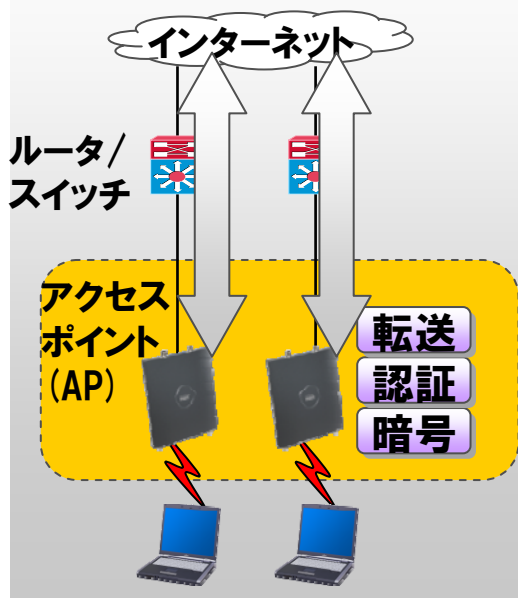 インターネット
ルータ/
スイッチ
アクセス
ポイント
(AP)
転送
認証
暗号